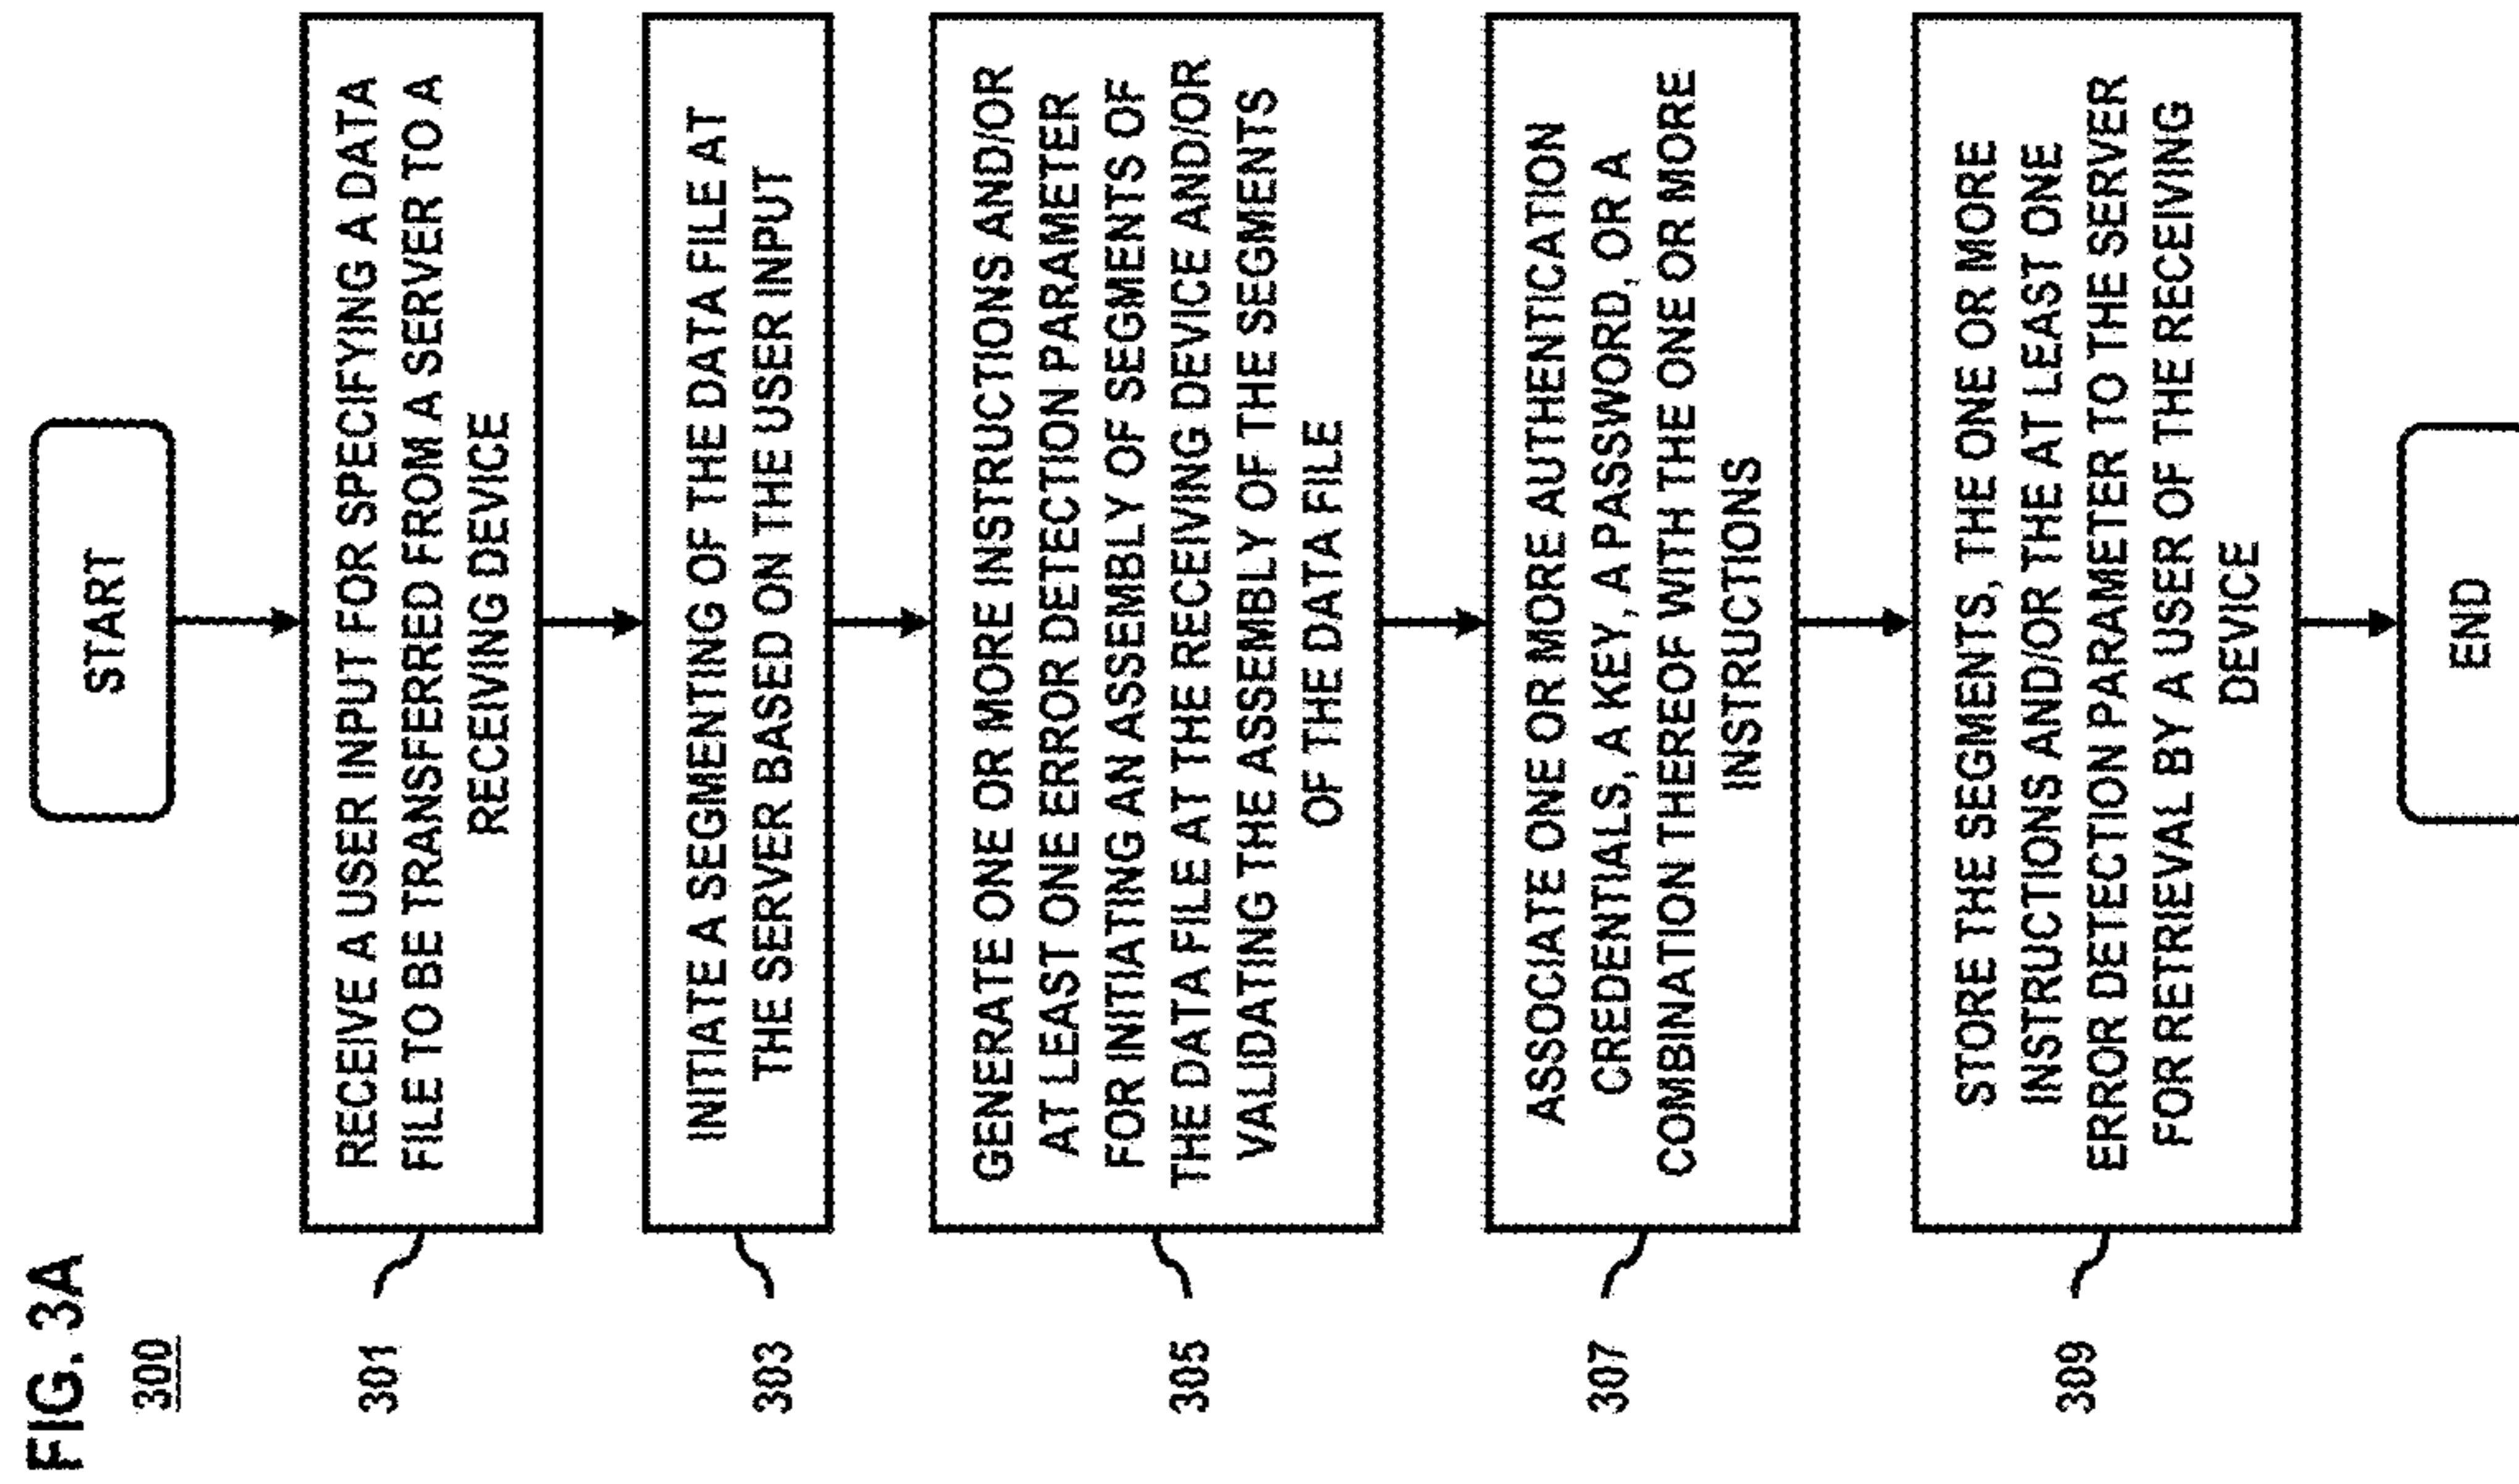 FIG. 3A
300
START
301
RECEIVE A USER INPUT FOR SPECIFYING A DATA
FILE TO BE TRANSFERRED FROM A SERVER TO A
RECEIVING DEVICE
303
INITIATE A SEGMENTING OF THE DATA FILE AT
THE SERVER BASED ON THE USER INPUT
305
GENERATE ONE OR MORE INSTRUCTIONS AND/OR
AT LEAST ONE ERROR DETECTION PARAMETER
FOR INITIATING AN ASSEMBLY OF SEGMENTS OF
THE DATA FILE AT THE RECEIVING DEVICE AND/OR
VALIDATING THE ASSEMBLY OF THE SEGMENTS
OF THE DATA FILE
307
ASSOCIATE ONE OR MORE AUTHENTICATION
CREDENTIALS, A KEY, A PASSWORD, OR A
COMBINATION THEREOF WITH THE ONE OR MORE
INSTRUCTIONS
309
STORE THE SEGMENTS, THE ONE OR MORE
INSTRUCTIONS AND/OR THE AT LEAST ONE
ERROR DETECTION PARAMETER TO THE SERVER
FOR RETRIEVAL BY A USER OF THE RECEIVING
DEVICE
END